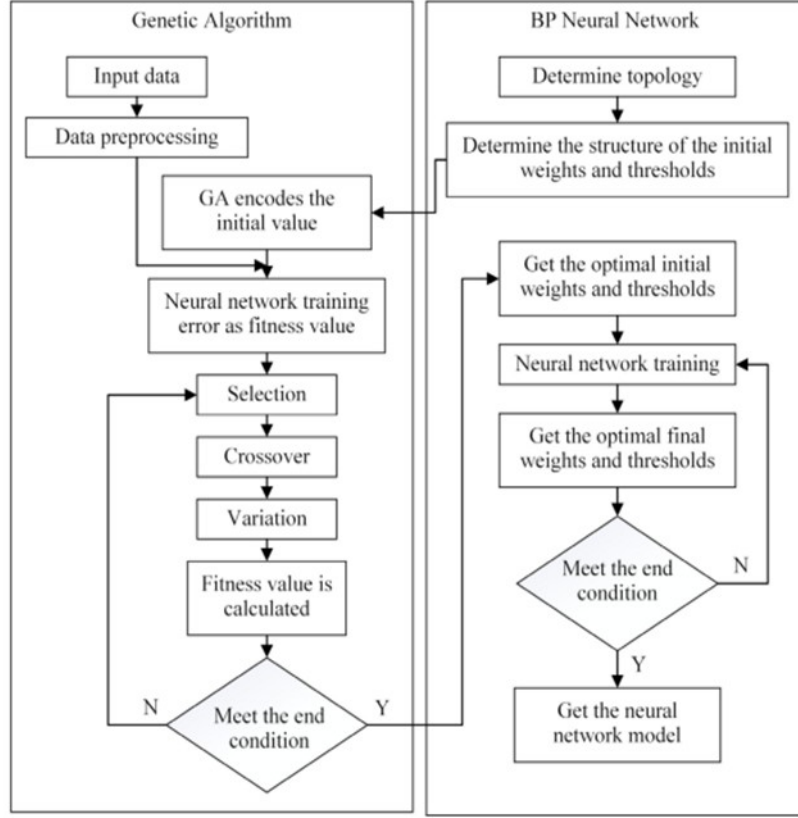 Genetic Algorithm
Input data
Data preprocessing
GA encodes the
initial value
Neural network training
error as fitness value
Selection
Crossover
Variation
Fitness value is
calculated
N
Meet the end
condition
Y
BP Neural Network
Determine topology
Determine the structure of the initial
weights and thresholds
Get the optimal initial
weights and thresholds
Neural network training
Get the optimal final
weights and thresholds
Meet the end
condition
N
Y
Get the neural
network model